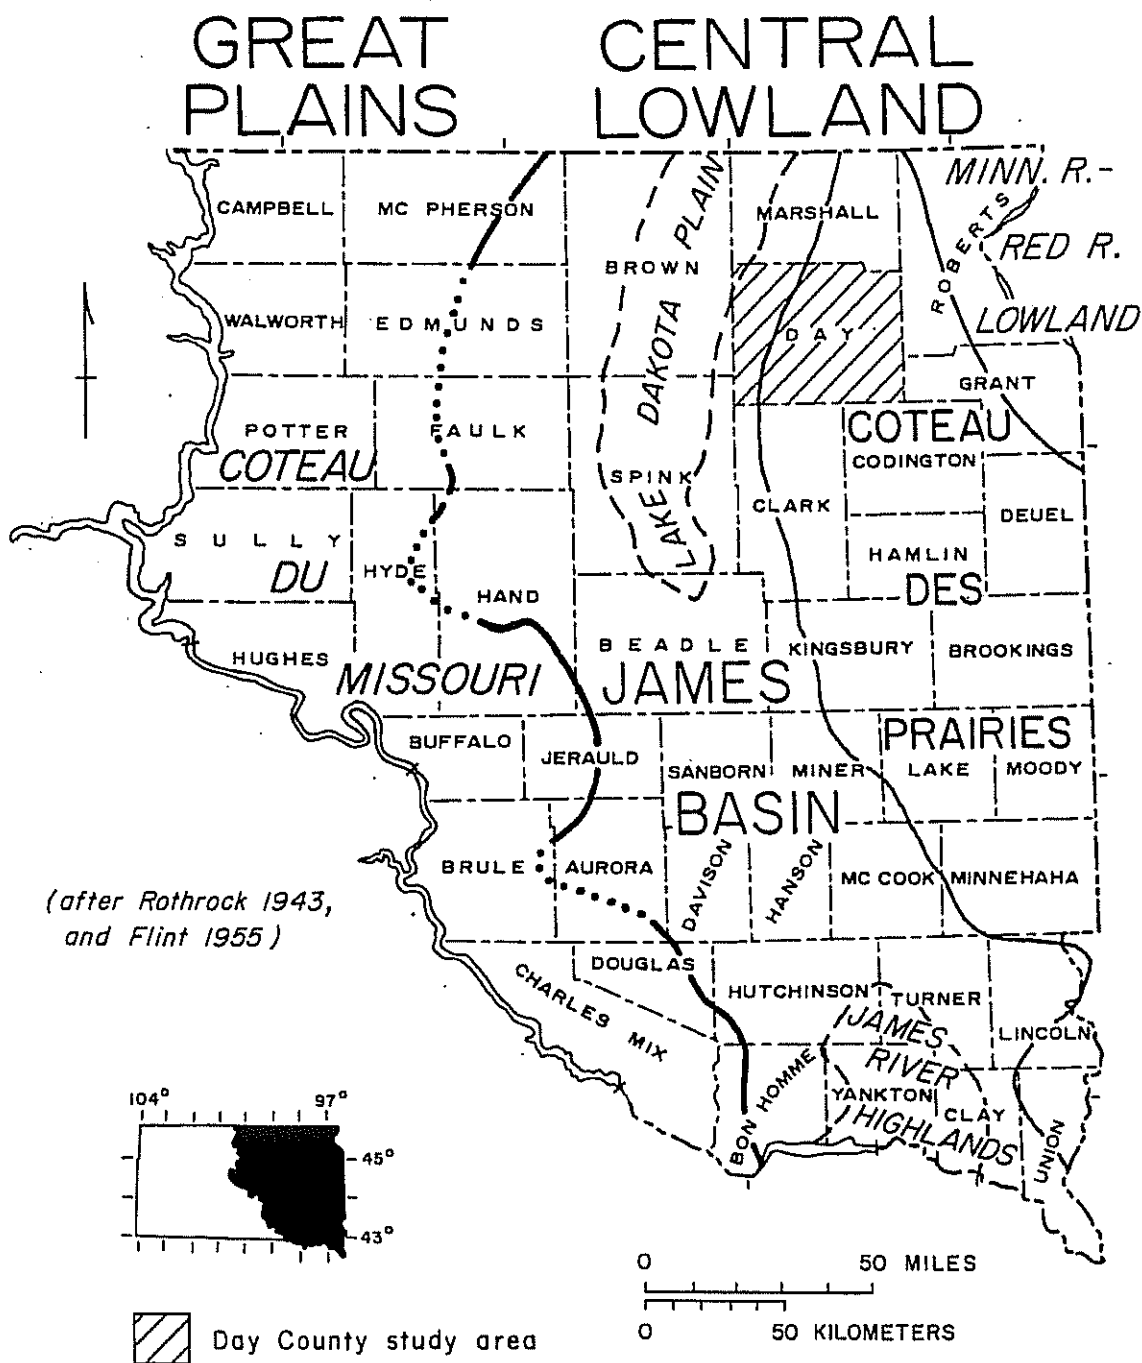 GREAT PLAINS
CENTRAL LOWLAND
MINN. R.-
RED R.
LOWLAND
CAMPBELL
MC PHERSON
BROWN
MARSHALL
ROBERTS
WALWORTH
EDMUNDS
DAY
GRANT
LAKE DAKOTA PLAIN
POTTER
FAULK
SPINK
CLARK
CODINGTON
DEUEL
HAMLIN
COTEAU
DU
MISSOURI
COTEAU
DES
PRAIRIES
SULLY
HYDE
HAND
HUGHES
BEADLE
KINGSBURY
BROOKINGS
JAMES
BASIN
BUFFALO
JERAULD
SANBORN
MINER
LAKE
MOODY
BRULE
AURORA
DAVISON
HANSON
MC COOK
MINNEHAHA
(after Rothrock 1943,
and Flint 1955)
CHARLES MIX
DOUGLAS
HUTCHINSON
TURNER
LINCOLN
JAMES
RIVER
HIGHLANDS
BON HOMME
YANKTON
CLAY
UNION
104°
97°
45°
43°
0 50 MILES
0 50 KILOMETERS
Day County study area